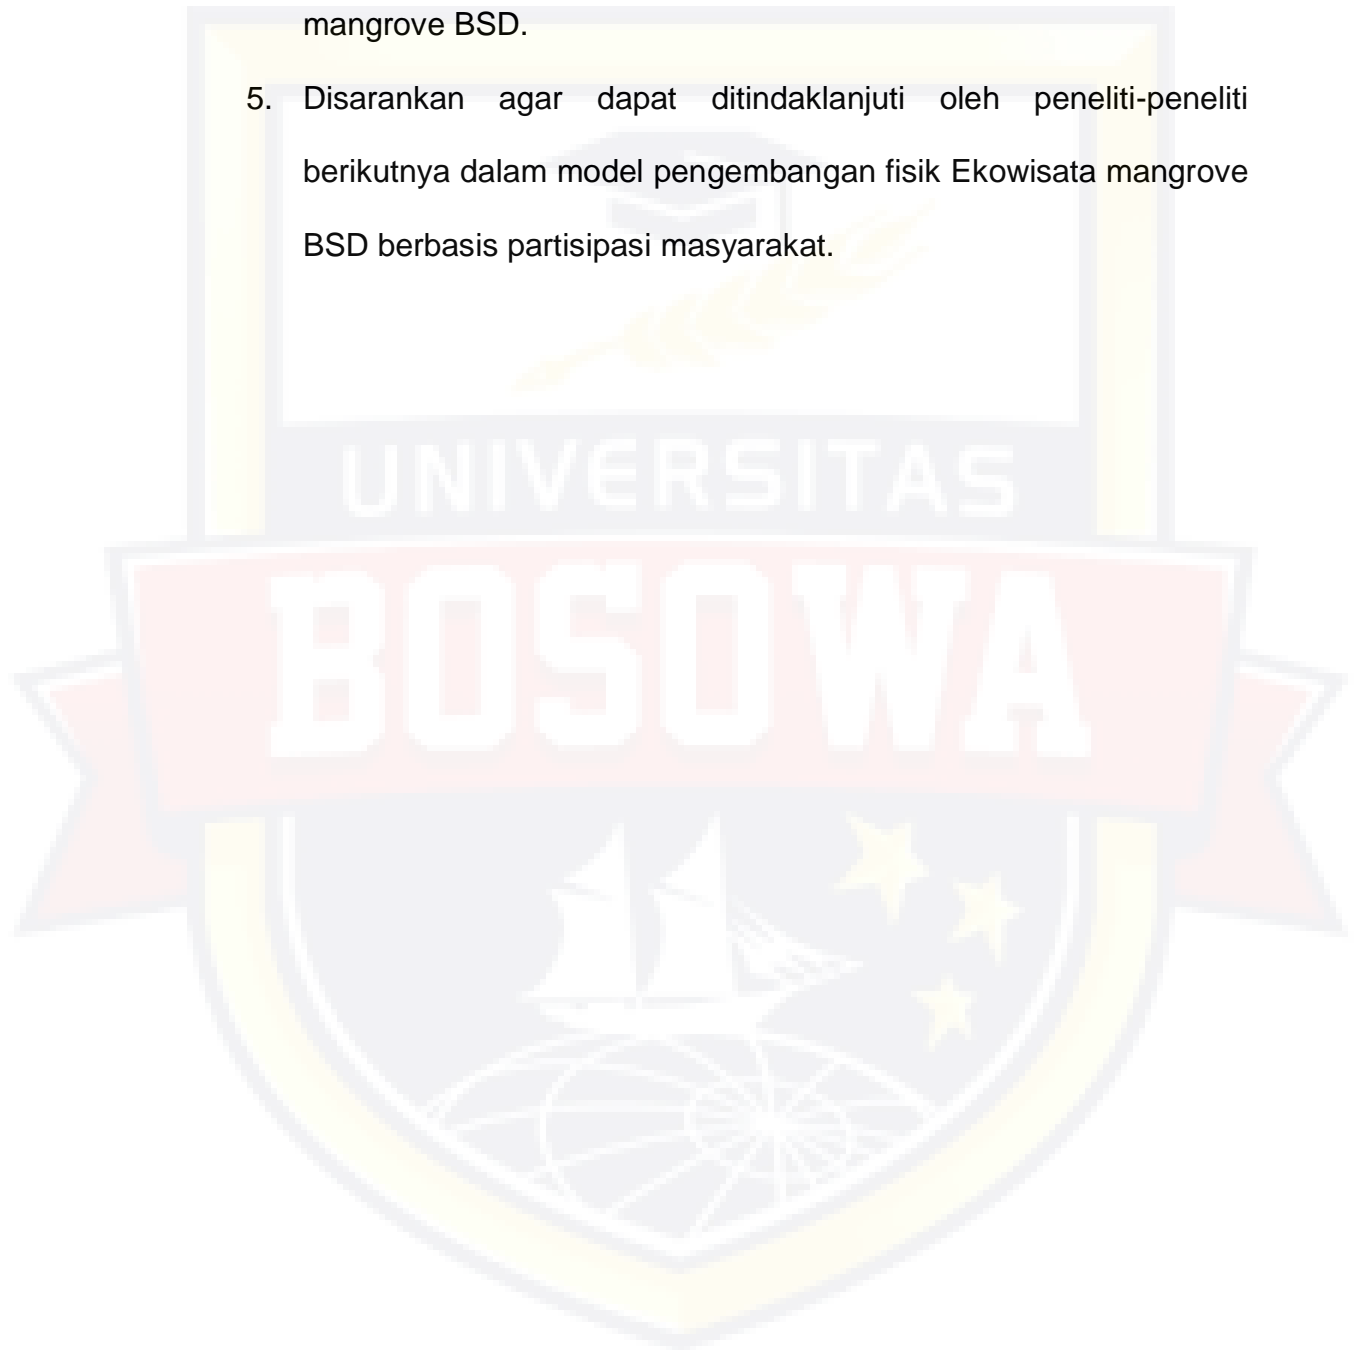 mangrove BSD.
5. Disarankan agar dapat ditindaklanjuti oleh peneliti-peneliti
berikutnya dalam model pengembangan fisik Ekowisata mangrove
BSD berbasis partisipasi masyarakat.
UNIVERSITAS
BOSOWA